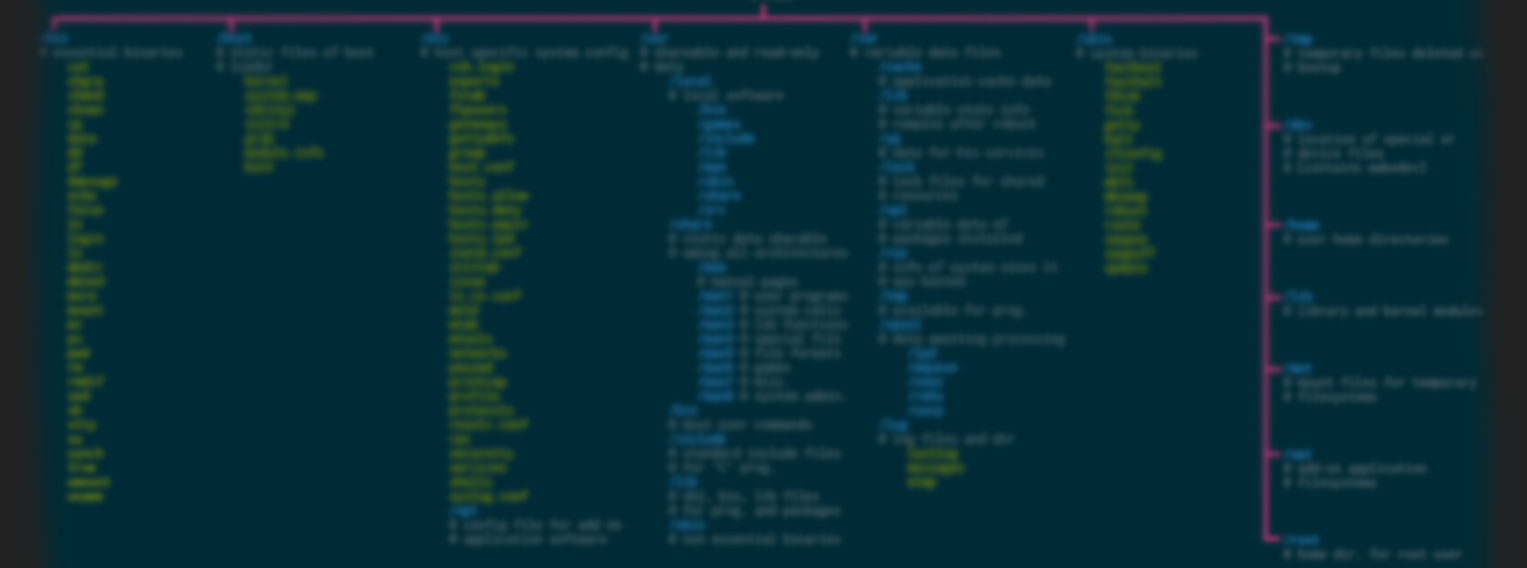 /bin
# essential binaries
cat
chgrp
chmod
chown
cp
date
dd
df
dmesage
echo
false
ln
login
ls
mkdir
mknod
more
mount
mv
ps
pwd
rm
rmdir
sed
sh
stty
su
synch
true
umount
uname
/boot
# static files of boot
# loader
kernel
system.map
initrd
grub
module-info
boot
/etc
# host specific system config.
csh.login
exports
fstab
ftpusers
gateways
gettydefs
group
host.conf
hosts
hosts.allow
hosts.deny
hosts.equiv
hosts.lpd
inetd.conf
inittab
issue
ld.so.conf
motd
mtab
mtools
networks
passwd
printcap
profile
protocols
resolv.conf
rpc
securetty
services
shells
syslog.conf
/opt
# config file for add on
# application software
/usr
# shareable and read-only
# data
/local
# local software
/bin
/games
/include
/lib
/man
/sbin
/share
/src
/share
# static data sharable
# among all architectures
/man
# manual pages
/man1 # user programs
/man2 # system calls
/man3 # lib functions
/man4 # special file
/man5 # file formats
/man6 # games
/man7 # misc.
/man8 # system admin.
/bin
# most user commands
/include
# standard include files
# for 'C' prog.
/lib
# obj, bin, lib files
# for prog. and packages
/sbin
# non essential binaries
/var
# variable data files
/cache
# application cache data
/lib
# variable state info
# remains after reboot
/yp
# data for NIS services
/lock
# lock files for shared
# resources
/opt
# variable data of
# packages installed
/run
# info of system since it
# was booted
/tmp
# available for prog.
/spool
# data awaiting processing
/lpd
/mqueue
/news
/rwho
/uucp
/log
# log files and dir
lastlog
messages
wtmp
/sbin
# system binaries
fastboot
fasthalt
fdisk
fsck
getty
halt
ifconfig
init
mkfs
mkswap
reboot
route
swapon
swapoff
update
/tmp
# temporary files deleted on
# bootup
/dev
# location of special or
# device files
# (contains makedev)
/home
# user home directories
/lib
# library and kernel modules
/mnt
# mount files for temporary
# filesystems
/opt
# add-on application
# filesystems
/root
# home dir. for root user